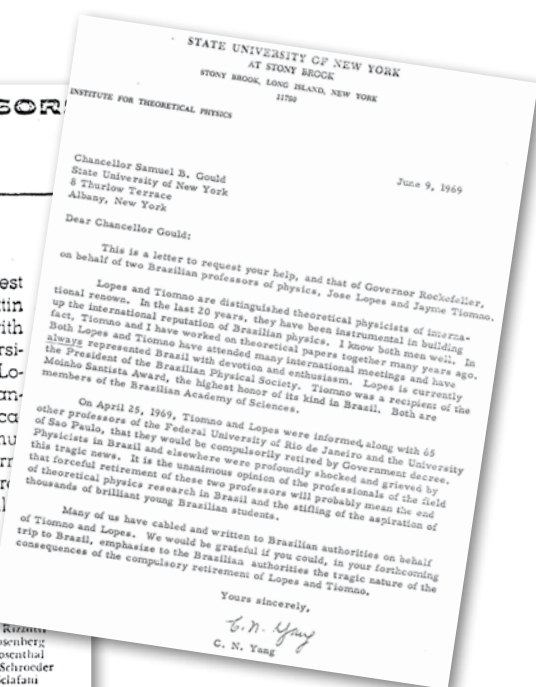 STATE UNIVERSITY OF NEW YORK
AT STONY BROOK
STONY BROOK, LONG ISLAND, NEW YORK
11790
INSTITUTE FOR THEORETICAL PHYSICS
June 9, 1969
Chancellor Samuel B. Gould
State University of New York
8 Thurlow Terrace
Albany, New York
Dear Chancellor Gould:
This is a letter to request your help, and that of Governor Rockefeller,
on behalf of two Brazilian professors of physics, Jose Lopes and Jayme Tiomno.
Lopes and Tiomno are distinguished theoretical physicists of interna-
tional renown. In the last 20 years, they have been instrumental in building
up the international reputation of Brazilian physics. I know both men well. In
fact, Tiomno and I have worked on theoretical papers together many years ago.
Both Lopes and Tiomno have attended many international meetings and have
always represented Brazil with devotion and enthusiasm. Lopes is currently
the President of the Brazilian Physical Society. Tiomno was a recipient of the
Moinho Santista Award, the highest honor of its kind in Brazil. Both are
members of the Brazilian Academy of Sciences.
On April 25, 1969, Tiomno and Lopes were informed, along with 65
other professors of the Federal University of Rio de Janeiro and the University
of Sao Paulo, that they would be compulsorily retired by Government decree.
Physicists in Brazil and elsewhere were profoundly shocked and grieved by
this tragic news. It is the unanimous opinion of the professionals of the field
that forceful retirement of these two professors will probably mean the end
of theoretical physics research in Brazil and the stifling of the aspiration of
thousands of brilliant young Brazilian students.
Many of us have cabled and written to Brazilian authorities on behalf
of Tiomno and Lopes. We would be grateful if you could, in your forthcoming
trip to Brazil, emphasize to the Brazilian authorities the tragic nature of the
consequences of the compulsory retirement of Lopes and Tiomno.
Yours sincerely,
C. N. Yang
C. N. Yang
SORS
est
ith
rsi-
Lo-
an-
ca
osenberg
osenthal
Schroeder
clafani